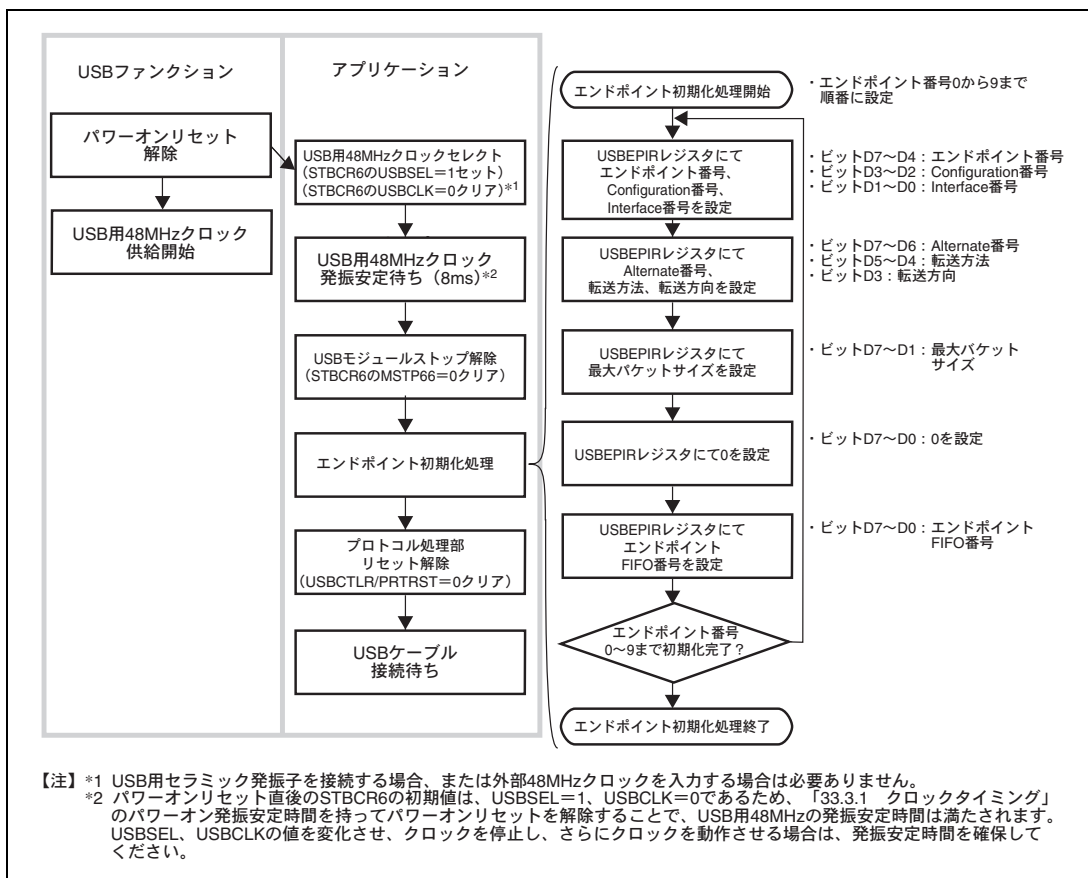 USBファンクション
アプリケーション
パワーオンリセット
解除
USB用48MHzクロック
供給開始
USB用48MHzクロックセレクト
(STBCR6のUSBSEL=1セット)
(STBCR6のUSBCLK=0クリア)*1
USB用48MHzクロック
発振安定待ち(8ms)*2
USBモジュールストップ解除
(STBCR6のMSTP66=0クリア)
エンドポイント初期化処理
プロトコル処理部
リセット解除
(USBCTLR/PRTRST=0クリア)
USBケーブル
接続待ち
エンドポイント初期化処理開始
・エンドポイント番号0から9まで
順番に設定
USBEPIRレジスタにて
エンドポイント番号、
Configuration番号、
Interface番号を設定
・ビットD7~D4:エンドポイント番号
・ビットD3~D2:Configuration番号
・ビットD1~D0:Interface番号
USBEPIRレジスタにて
Alternate番号、
転送方法、転送方向を設定
・ビットD7~D6:Alternate番号
・ビットD5~D4:転送方法
・ビットD3:転送方向
USBEPIRレジスタにて
最大パケットサイズを設定
・ビットD7~D1:最大パケット
サイズ
USBEPIRレジスタにて0を設定
・ビットD7~D0:0を設定
USBEPIRレジスタにて
エンドポイント
FIFO番号を設定
・ビットD7~D0:エンドポイント
FIFO番号
エンドポイント番号
0~9まで初期化完了?
エンドポイント初期化処理終了
【注】*1 USB用セラミック発振子を接続する場合、または外部48MHzクロックを入力する場合は必要ありません。
*2 パワーオンリセット直後のSTBCR6の初期値は、USBSEL=1、USBCLK=0であるため、「33.3.1 クロックタイミング」
のパワーオン発振安定時間を持ってパワーオンリセットを解除することで、USB用48MHzの発振安定時間は満たされます。
USBSEL、USBCLKの値を変化させ、クロックを停止し、さらにクロックを動作させる場合は、発振安定時間を確保して
ください。